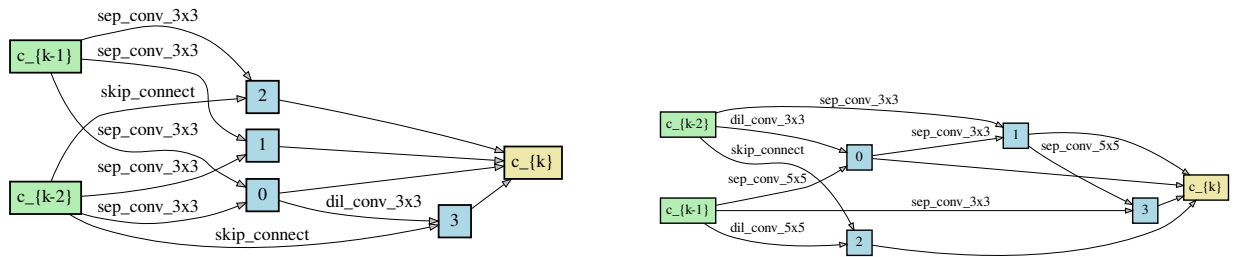 sep_conv_3x3
c_{k-1}
sep_conv_3x3
skip_connect
2
sep_conv_3x3
1
sep_conv_3x3
c_{k}
c_{k-2}
0
sep_conv_3x3
dil_conv_3x3
3
skip_connect
sep_conv_3x3
c_{k-2}
dil_conv_3x3
sep_conv_3x3
1
skip_connect
sep_conv_5x5
0
sep_conv_5x5
c_{k}
c_{k-1}
sep_conv_3x3
3
dil_conv_5x5
2